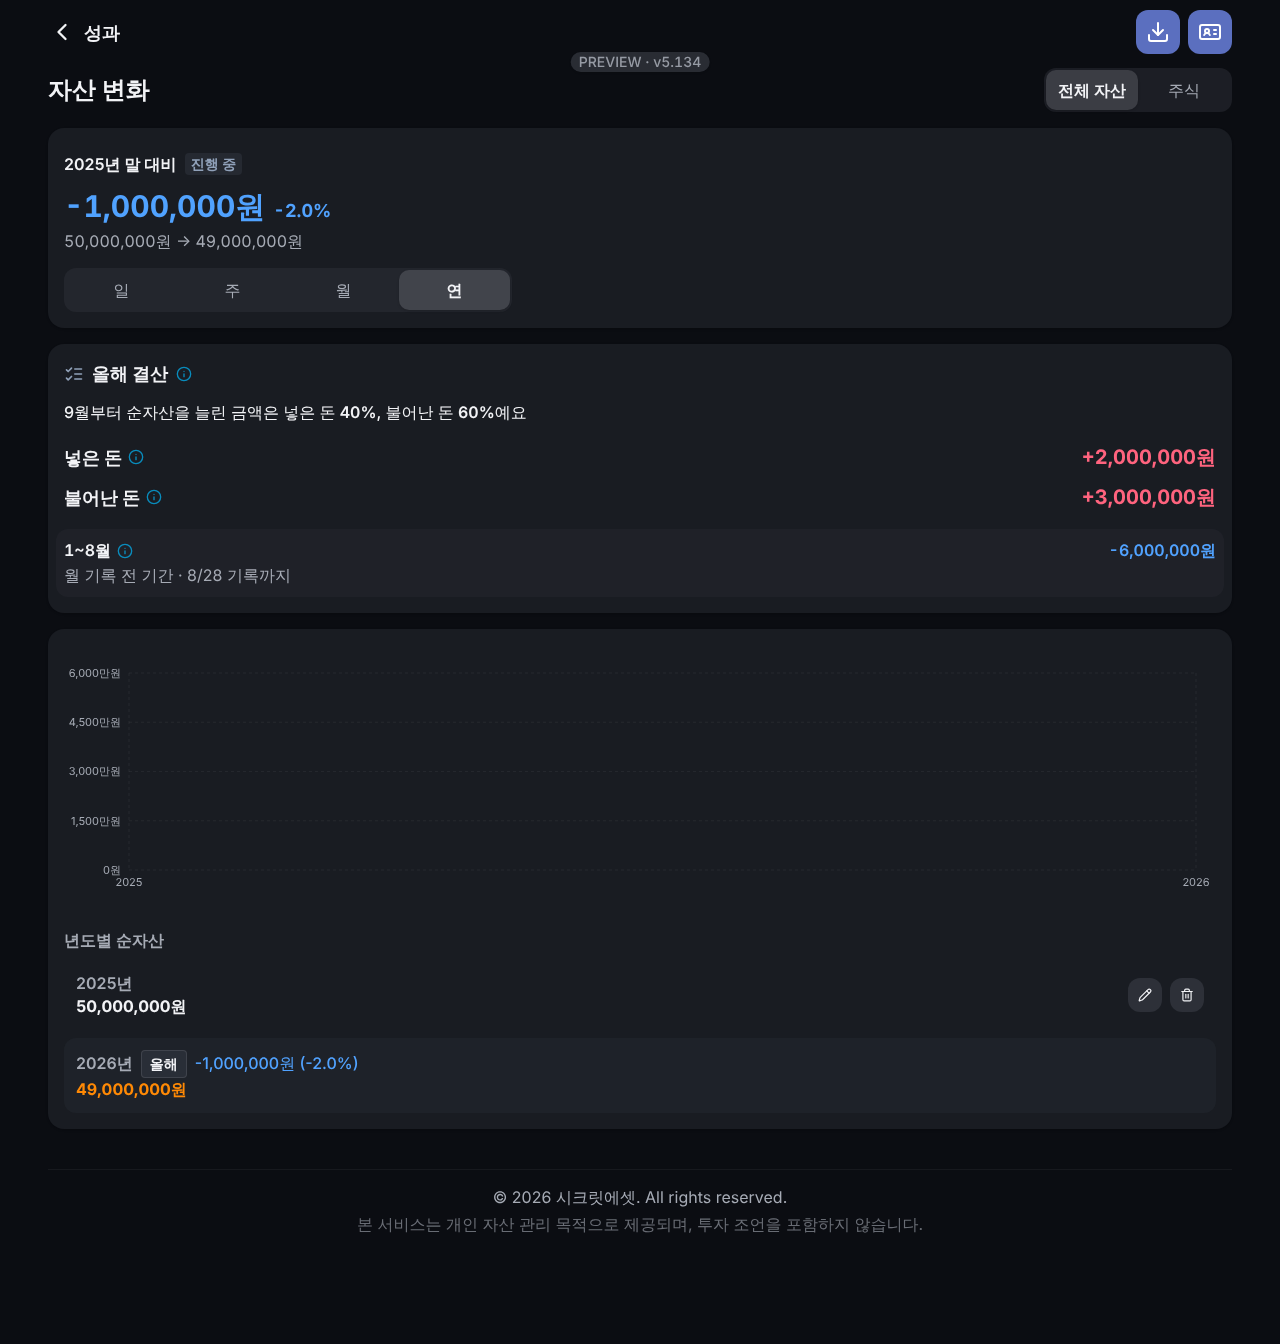 성과
PREVIEW · v5.134
자산 변화
전체 자산
주식
2025년 말 대비 진행 중
-1,000,000원 -2.0%
50,000,000원 → 49,000,000원
일
주
월
연
올해 결산
9월부터 순자산을 늘린 금액은 넣은 돈 40%, 불어난 돈 60%예요
넣은 돈 +2,000,000원
불어난 돈 +3,000,000원
1~8월 -6,000,000원
월 기록 전 기간 · 8/28 기록까지
6,000만원
4,500만원
3,000만원
1,500만원
0원
2025 2026
년도별 순자산
2025년
50,000,000원
2026년 올해 -1,000,000원 (-2.0%)
49,000,000원
© 2026 시크릿에셋. All rights reserved.
본 서비스는 개인 자산 관리 목적으로 제공되며, 투자 조언을 포함하지 않습니다.